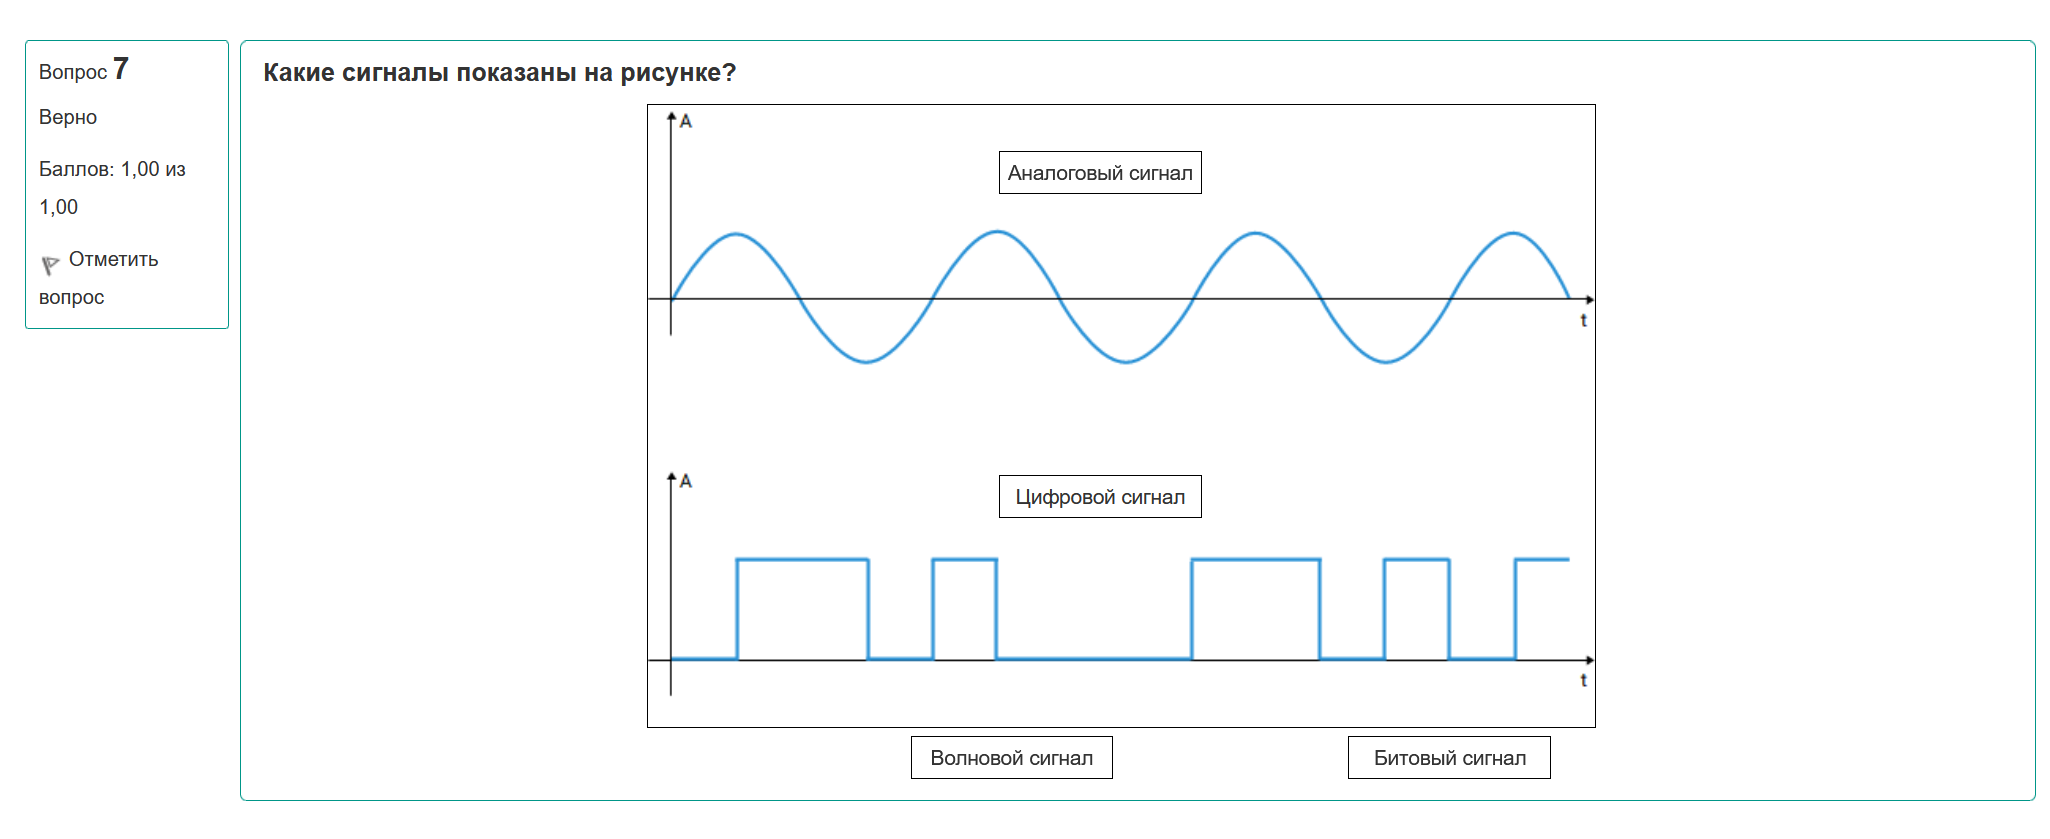 Вопрос 7
Верно
Баллов: 1,00 из
1,00
Отметить
вопрос
Какие сигналы показаны на рисунке?
A
Аналоговый сигнал
t
A
Цифровой сигнал
t
Волновой сигнал
Битовый сигнал